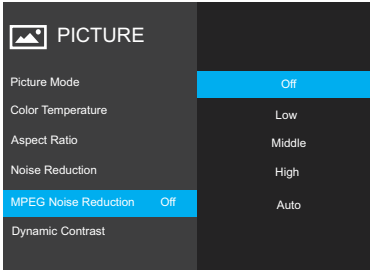 PICTURE
Picture Mode
Color Temperature
Aspect Ratio
Noise Reduction
MPEG Noise Reduction Off
Dynamic Contrast
Off
Low
Middle
High
Auto